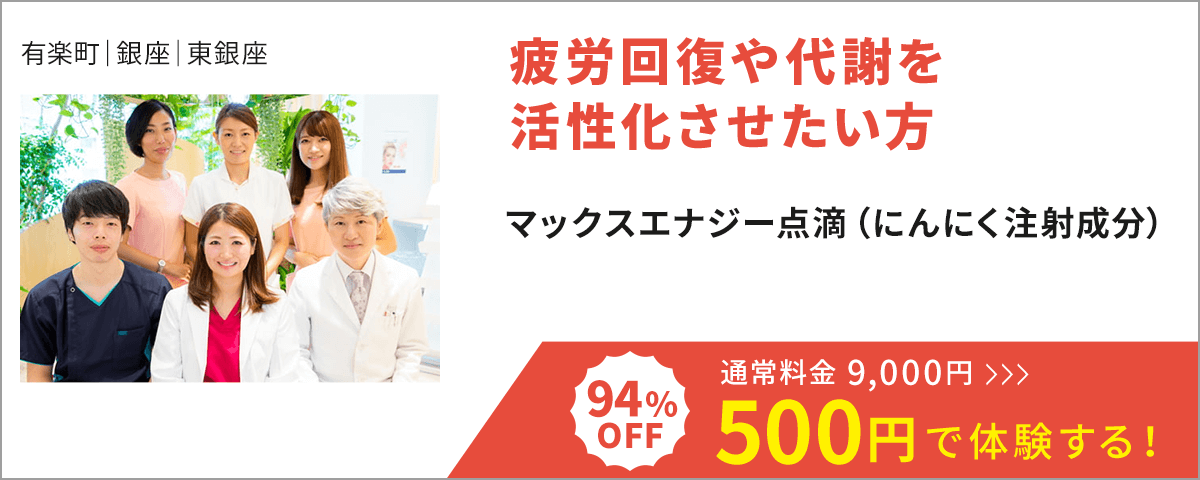 有楽町｜銀座｜東銀座
疲労回復や代謝を
活性化させたい方
マックスエナジー点滴（にんにく注射成分）
94%
OFF
通常料金 9,000円 >>>
500円で体験する！